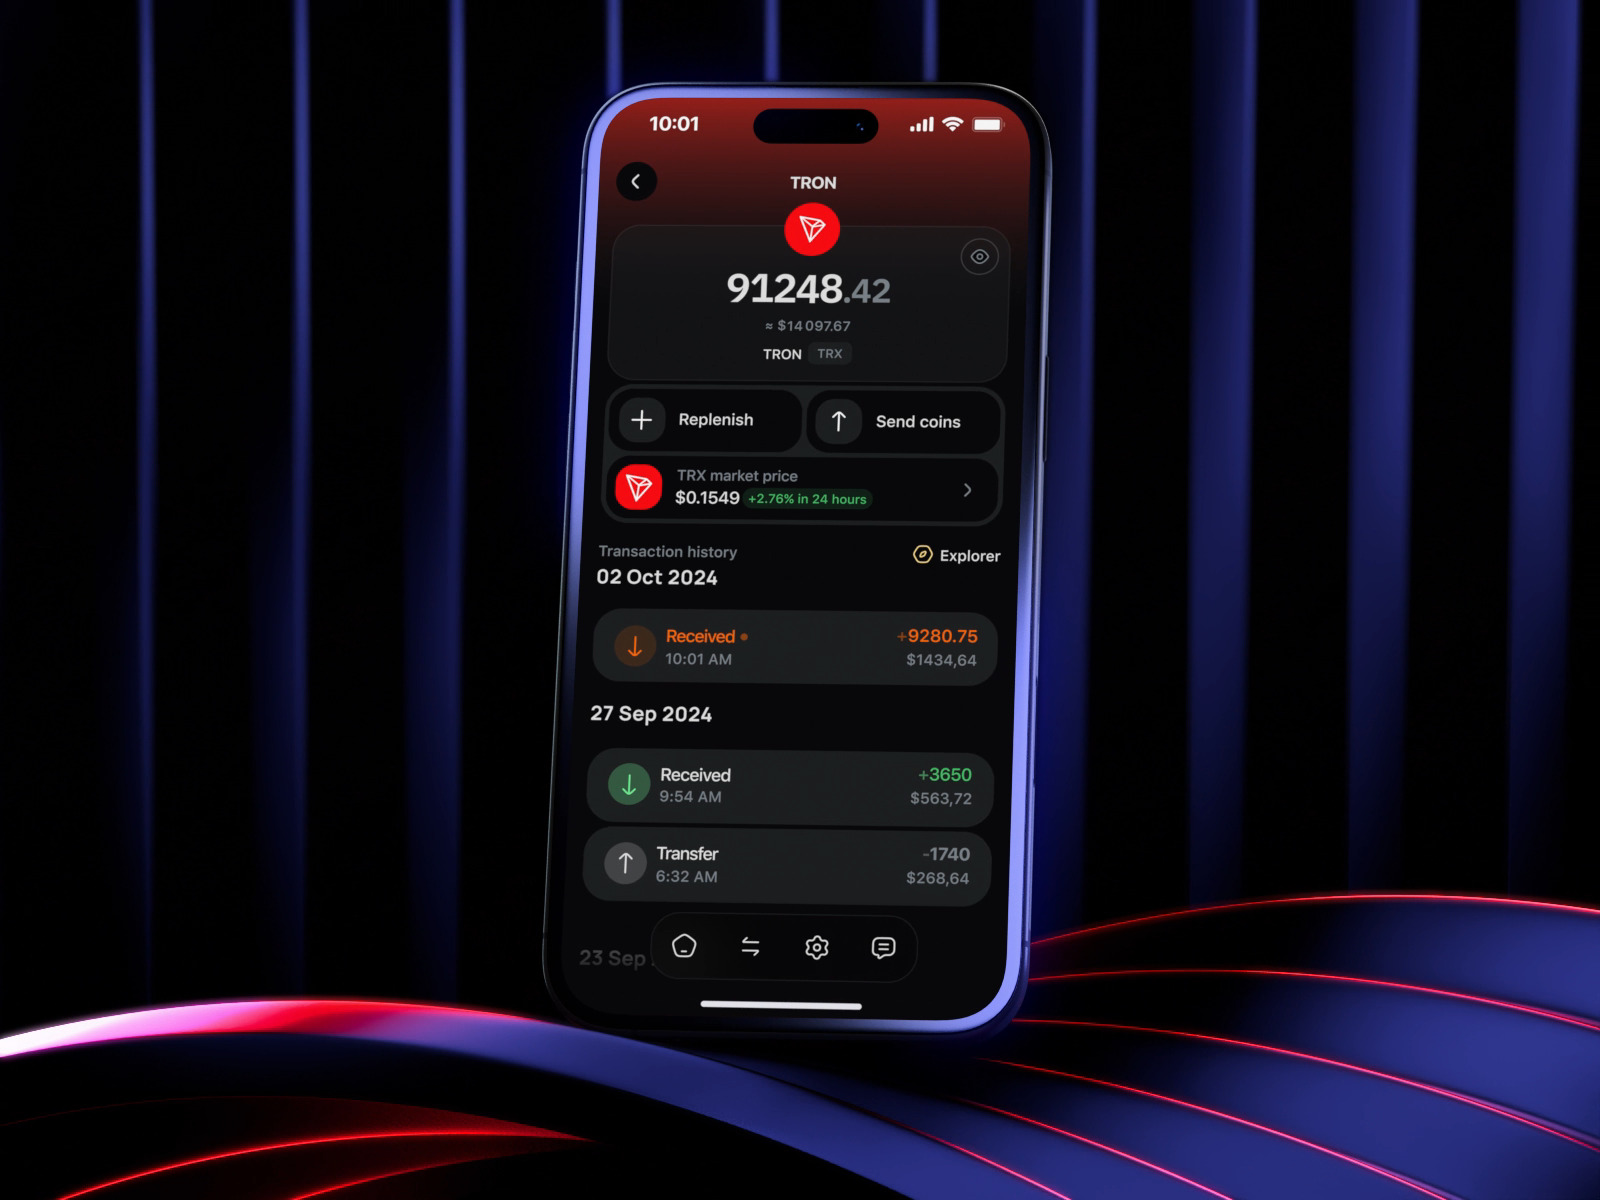 10:01
TRON
91248.42
≈ $14 097.67
TRON TRX
Replenish
Send coins
TRX market price
$0.1549 +2.76% in 24 hours
Transaction history
Explorer
02 Oct 2024
Received
+9280.75
10:01 AM
$1434,64
27 Sep 2024
Received
+3650
9:54 AM
$563,72
Transfer
-1740
6:32 AM
$268,64
23 Sep